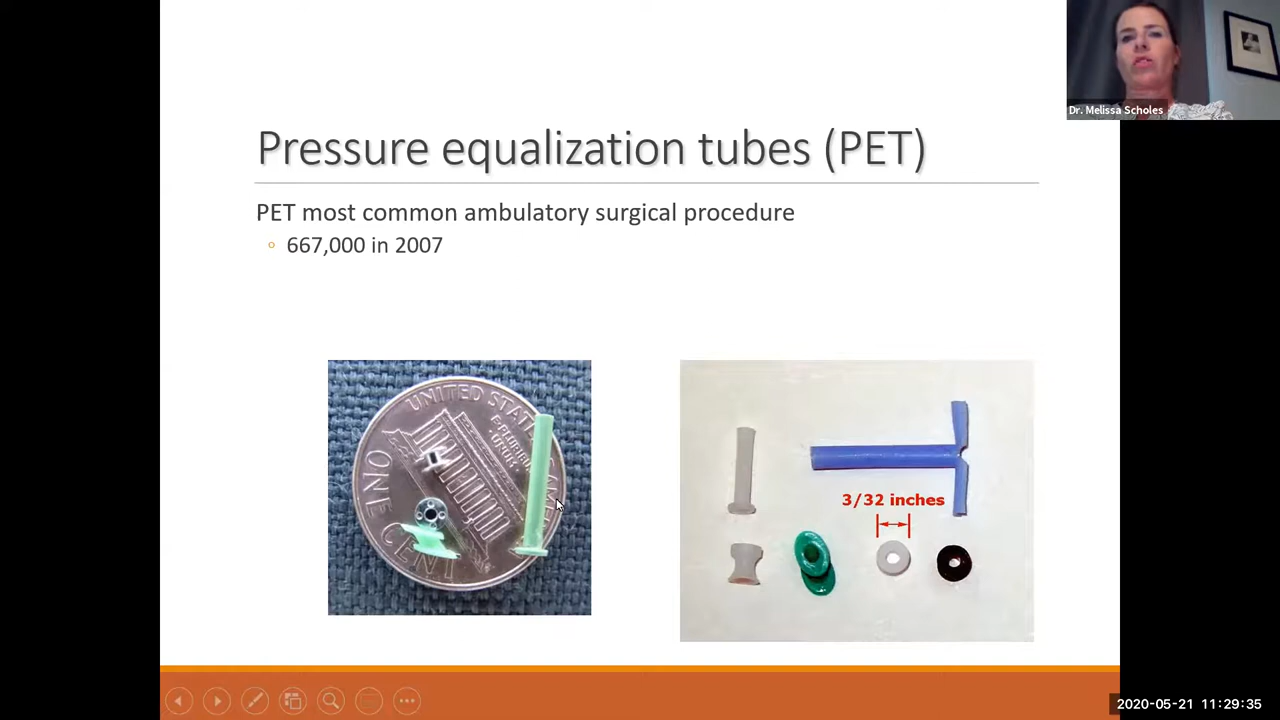 Dr. Melissa Scholes
Pressure equalization tubes (PET)
PET most common ambulatory surgical procedure
667,000 in 2007
UNITED STATES
ONE CENT
3/32 inches
2020-05-21 11:29:35